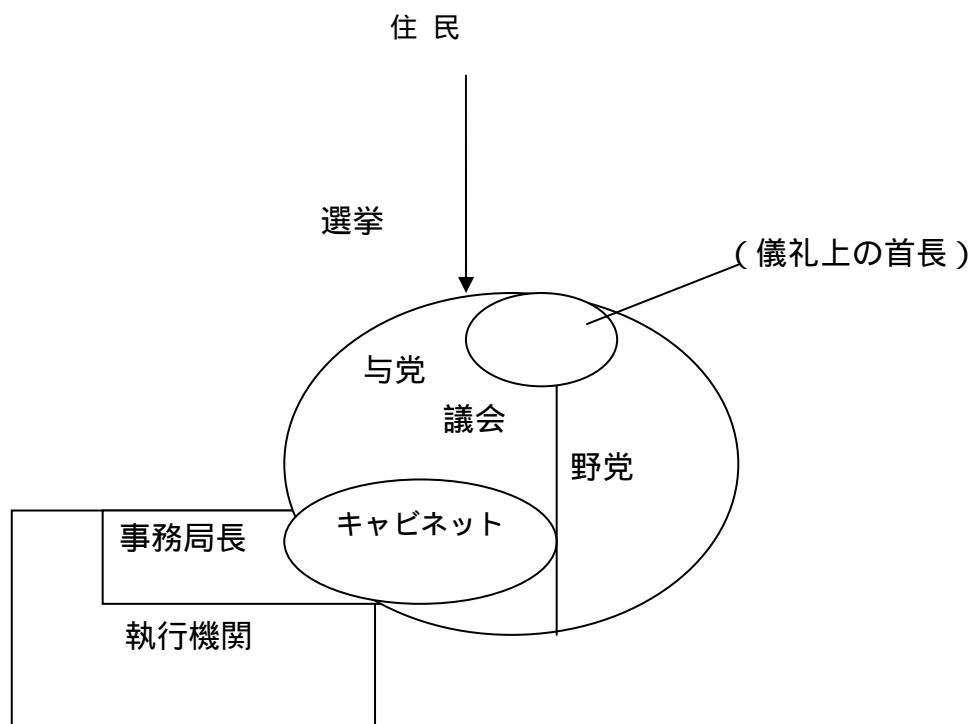 住 民
選挙
(儀礼上の首長)
与党
議会
野党
キャビネット
事務局長
執行機関